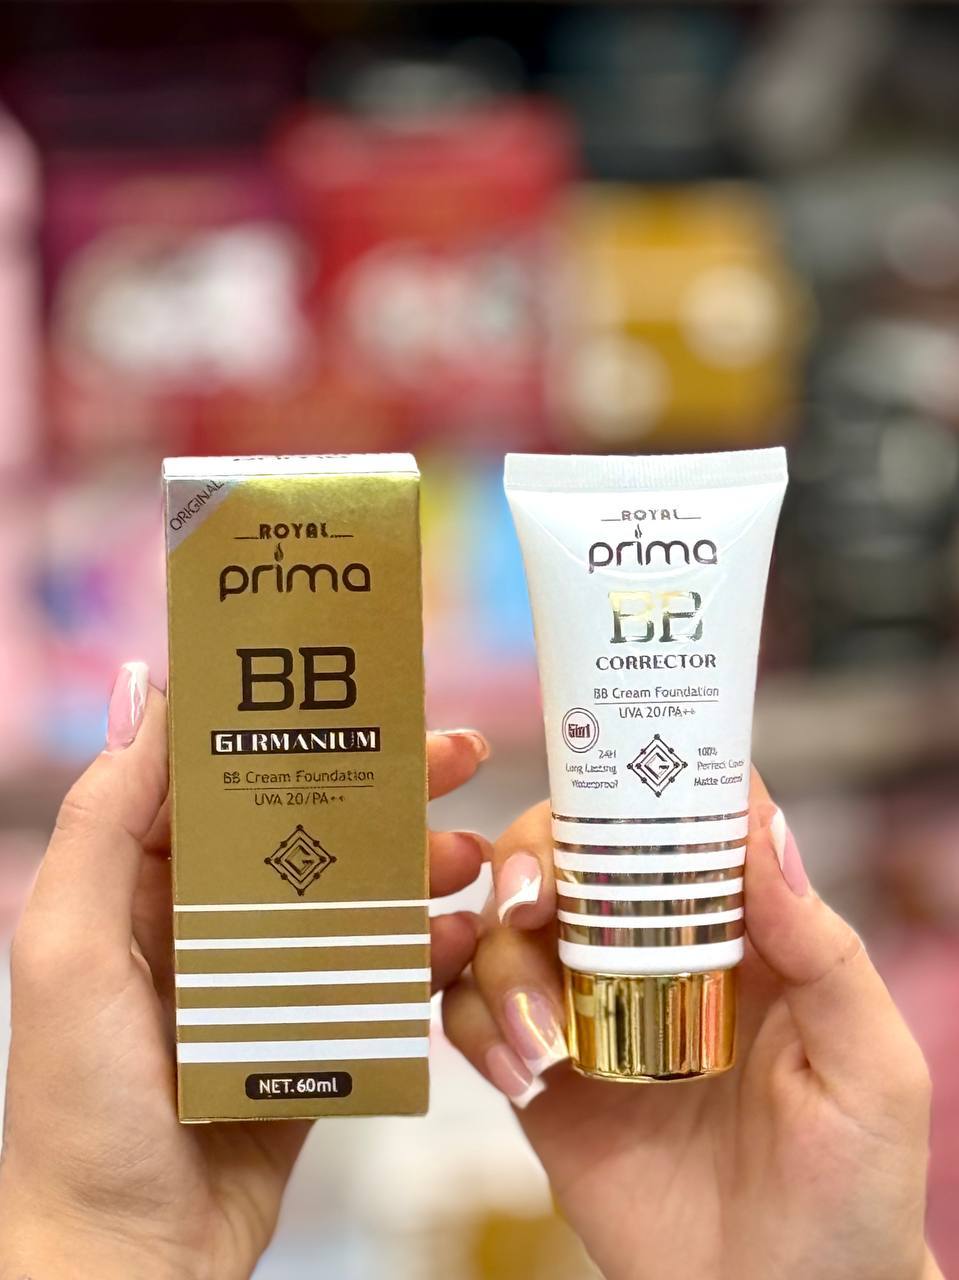 ORIGINAL
ROYAL
prima
BB
GERMANIUM
BB Cream Foundation
UVA 20/PA++
G
NET.60ml
ROYAL
prima
BB
CORRECTOR
BB Cream Foundation
UVA 20/PA++
5in1
24H
Long Lasting
Waterproof
G
100%
Perfect Cover
Matte Control